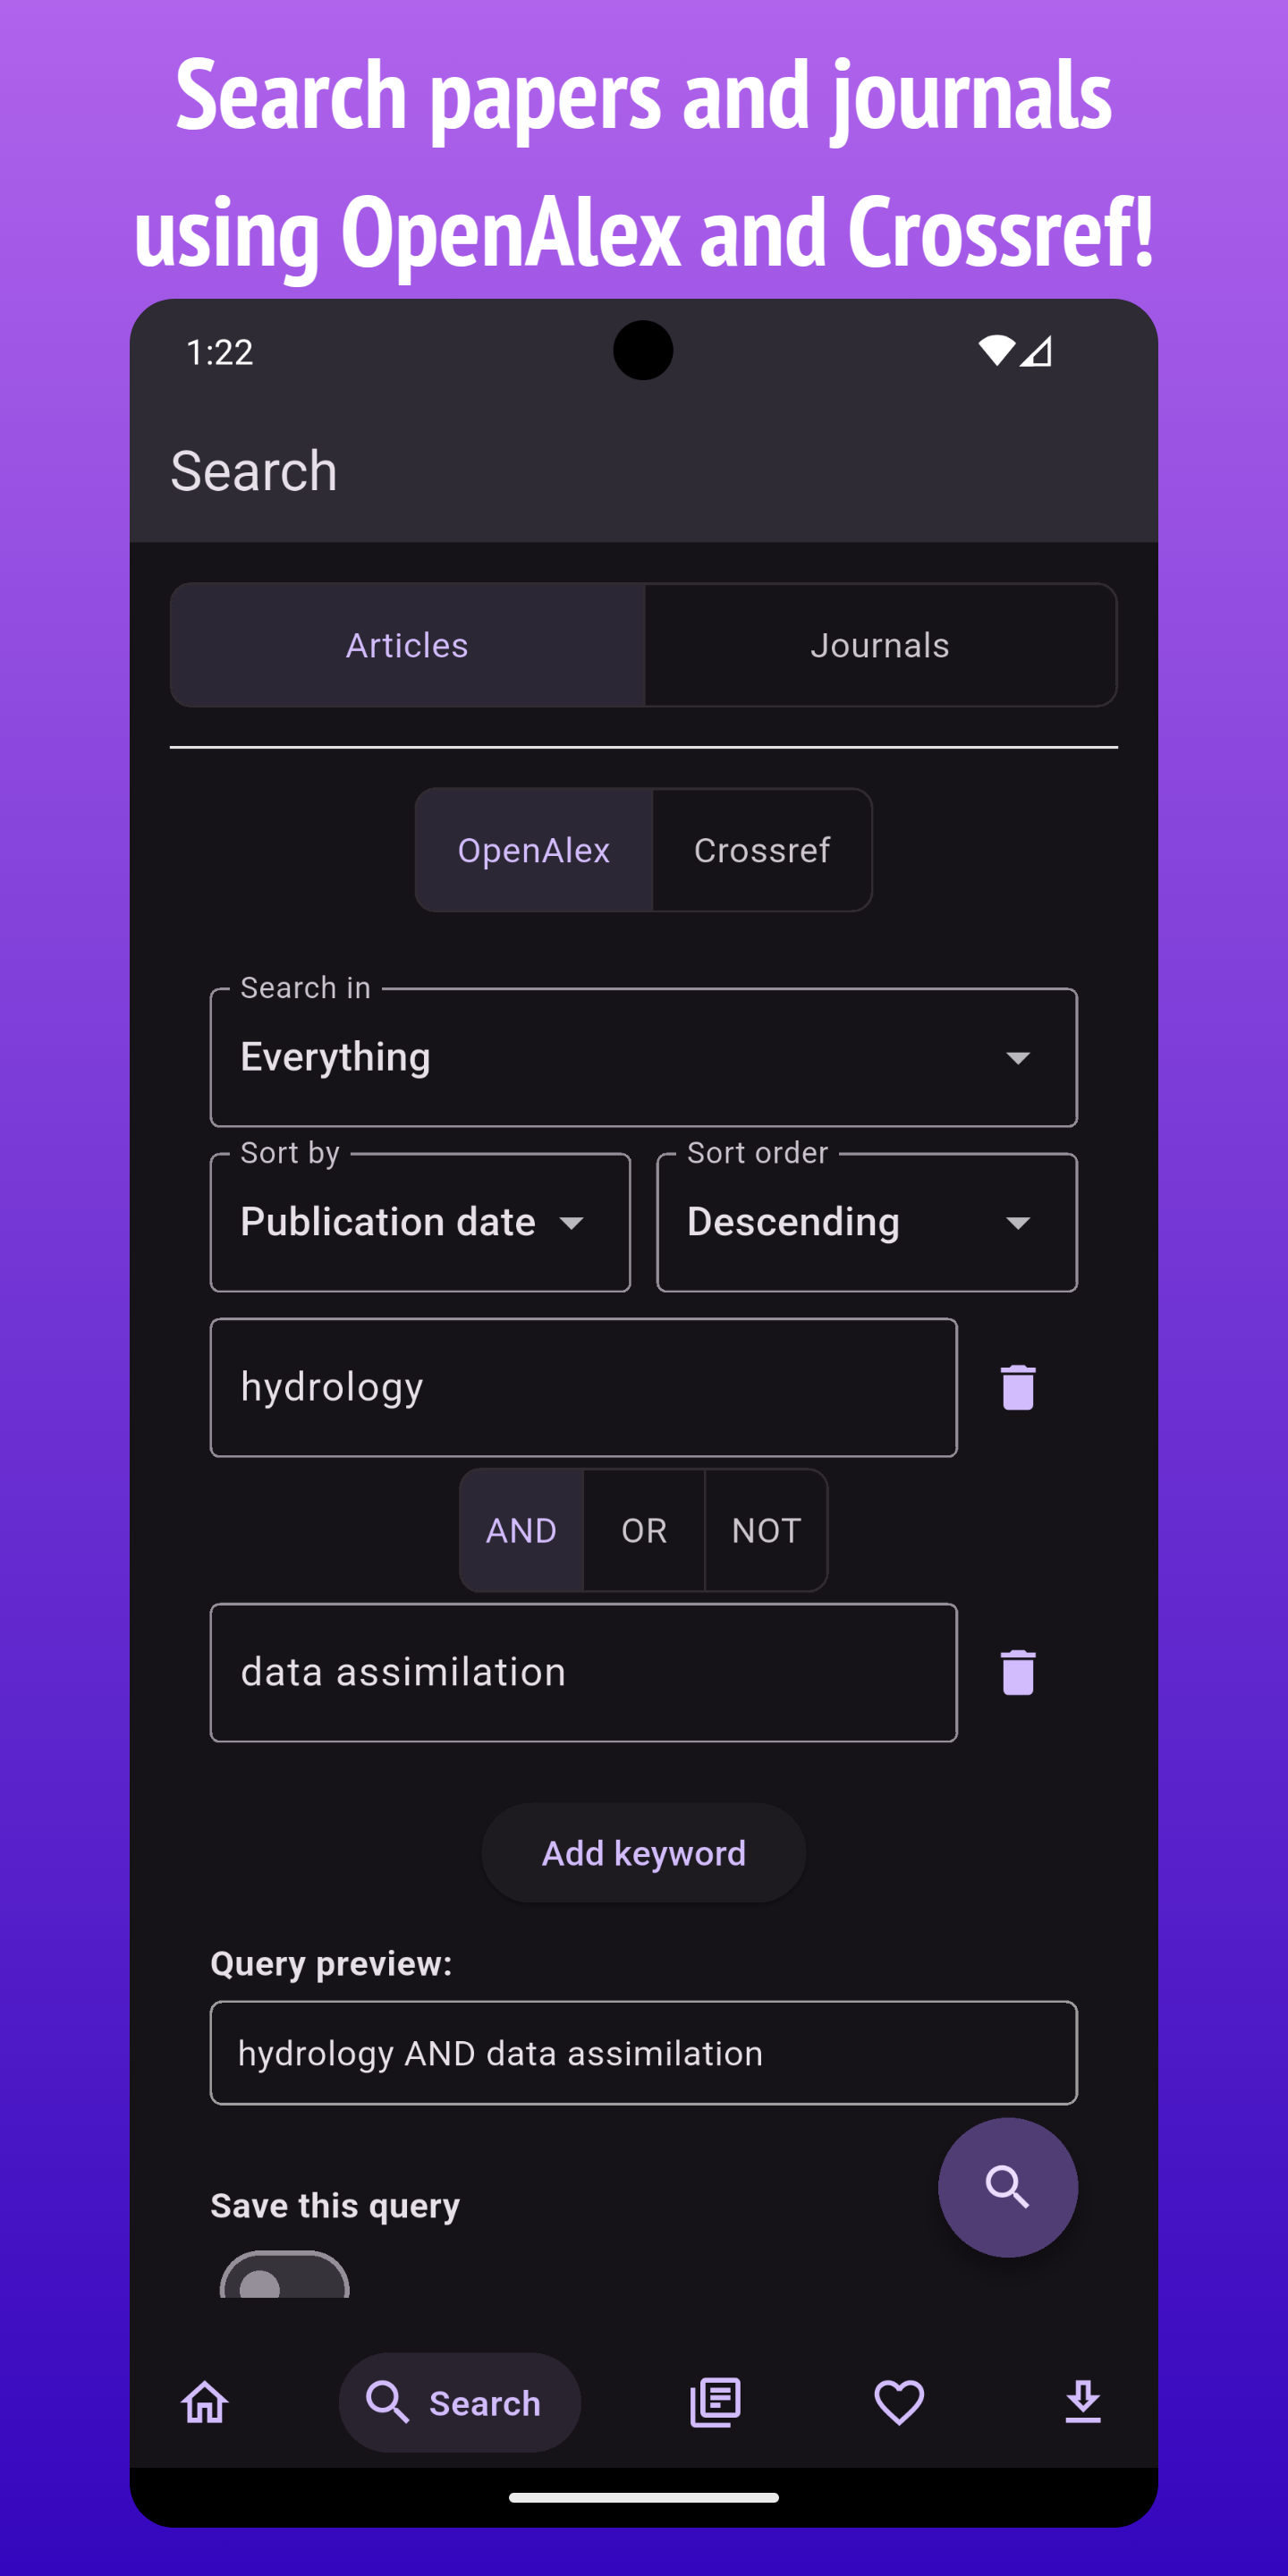 Search papers and journals
using OpenAlex and Crossref!
1:22
Search
Articles Journals
OpenAlex Crossref
Search in
Everything
Sort by Sort order
Publication date Descending
hydrology
AND OR NOT
data assimilation
Add keyword
Query preview:
hydrology AND data assimilation
Save this query
Search